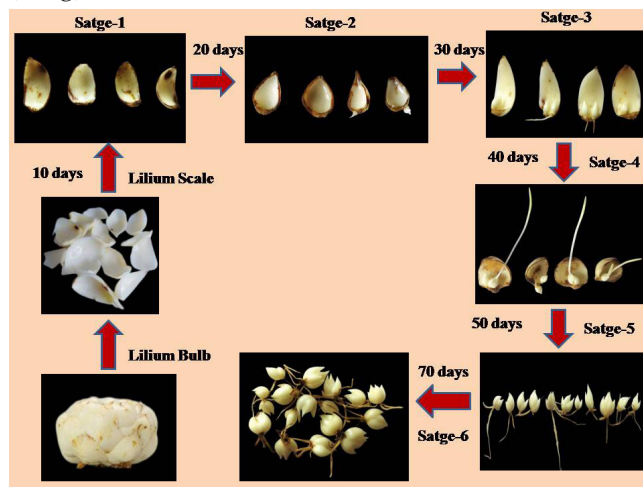 Satge-1
20 days
Satge-2
30 days
Satge-3
10 days
Lilium Scale
40 days
Satge-4
50 days
Satge-5
Lilium Bulb
70 days
Satge-6